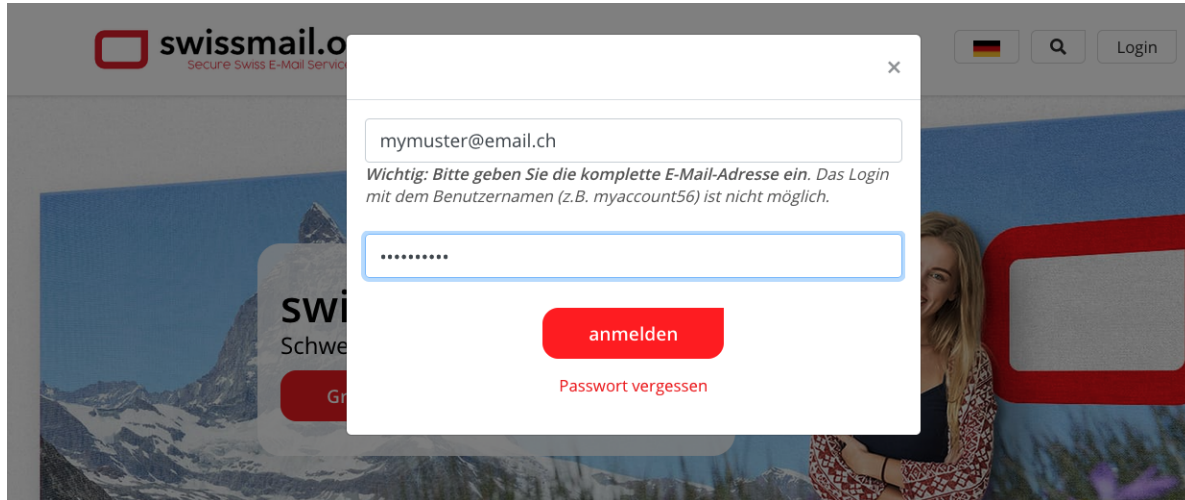 swissmail.o
Secure Swiss E-Mail Service
Login
×
mymuster@email.ch
Wichtig: Bitte geben Sie die komplette E-Mail-Adresse ein. Das Login
mit dem Benutzernamen (z.B. myaccount56) ist nicht möglich.
••••••••••
swi
Schwe
anmelden
Gr
Passwort vergessen